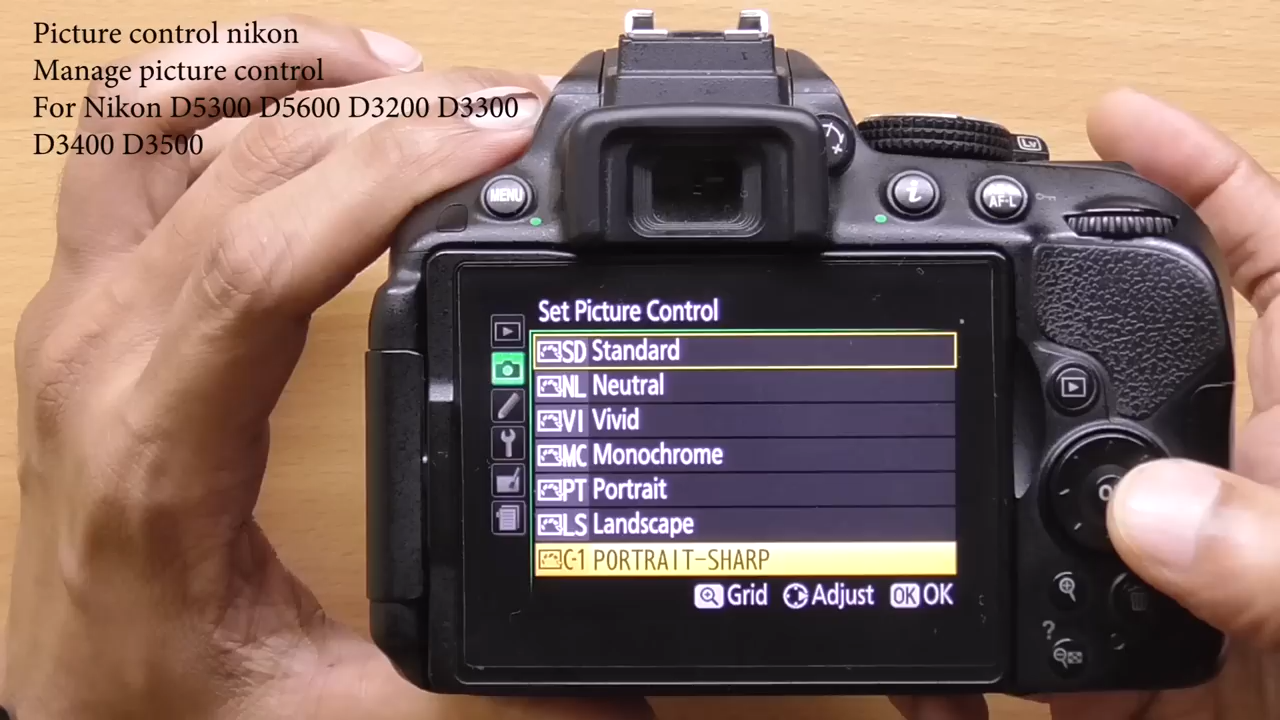 Picture control nikon
Manage picture control
For Nikon D5300 D5600 D3200 D3300
D3400 D3500
MENU
i
AF-L
Lv
Set Picture Control
SD Standard
NL Neutral
VI Vivid
MC Monochrome
PT Portrait
LS Landscape
C-1 PORTRAIT-SHARP
Grid Adjust OK OK
?